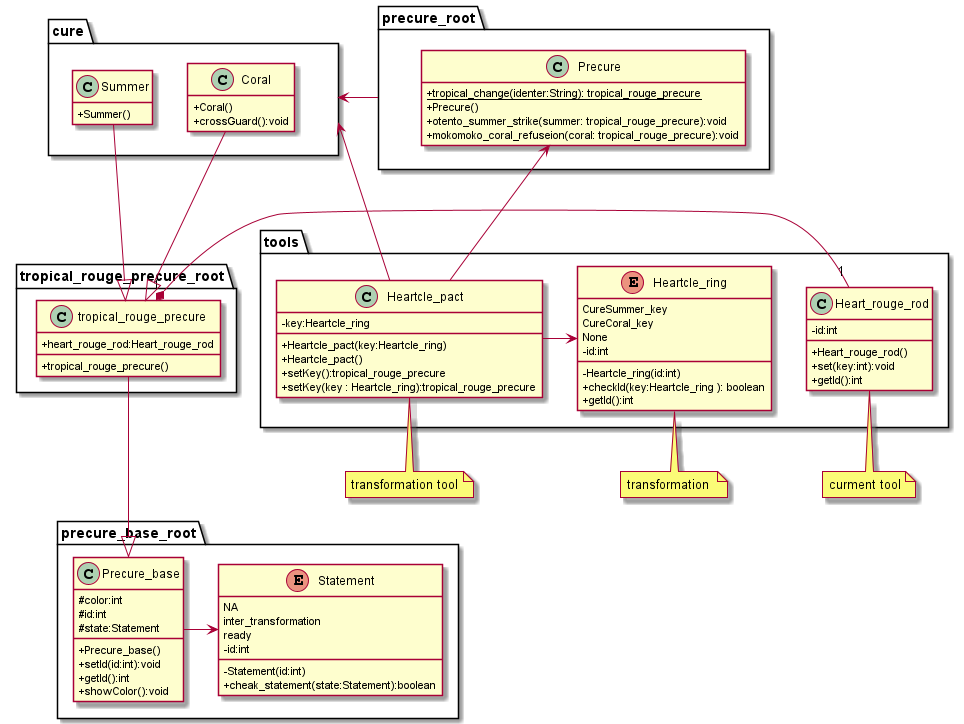 precure_root
cure
C Precure
+tropical_change(identer:String): tropical_rouge_precure
+Precure()
+otento_summer_strike(summer: tropical_rouge_precure):void
+mokomoko_coral_refuseion(coral: tropical_rouge_precure):void
C Summer
+Summer()
C Coral
+Coral()
+crossGuard():void
tools
tropical_rouge_precure_root
C tropical_rouge_precure
+heart_rouge_rod:Heart_rouge_rod
+tropical_rouge_precure()
1
1
C Heartcle_pact
-key:Heartcle_ring
+Heartcle_pact(key:Heartcle_ring)
+Heartcle_pact()
+setKey():tropical_rouge_precure
+setKey(key : Heartcle_ring):tropical_rouge_precure
E Heartcle_ring
CureSummer_key
CureCoral_key
None
-id:int
-Heartcle_ring(id:int)
+checkId(key:Heartcle_ring ): boolean
+getId():int
C Heart_rouge_rod
-id:int
+Heart_rouge_rod()
+set(key:int):void
+getId():int
transformation tool
transformation
curment tool
precure_base_root
C Precure_base
#color:int
#id:int
#state:Statement
+Precure_base()
+setId(id:int):void
+getId():int
+showColor():void
E Statement
NA
inter_transformation
ready
-id:int
-Statement(id:int)
+cheak_statement(state:Statement):boolean